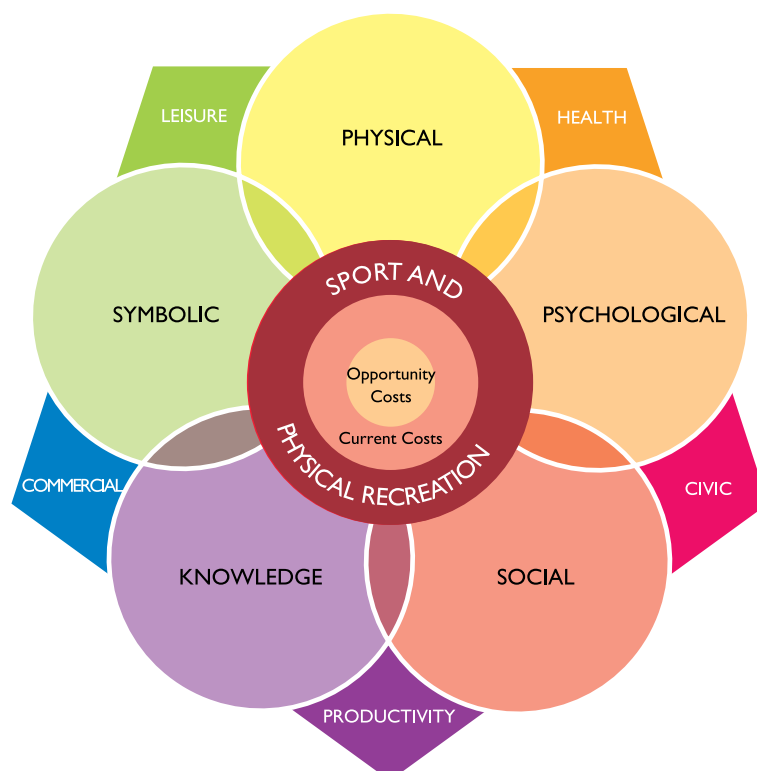 LEISURE
HEALTH
PHYSICAL
SYMBOLIC
PSYCHOLOGICAL
SPORT AND
PHYSICAL RECREATION
Opportunity
Costs
Current Costs
COMMERCIAL
CIVIC
KNOWLEDGE
SOCIAL
PRODUCTIVITY